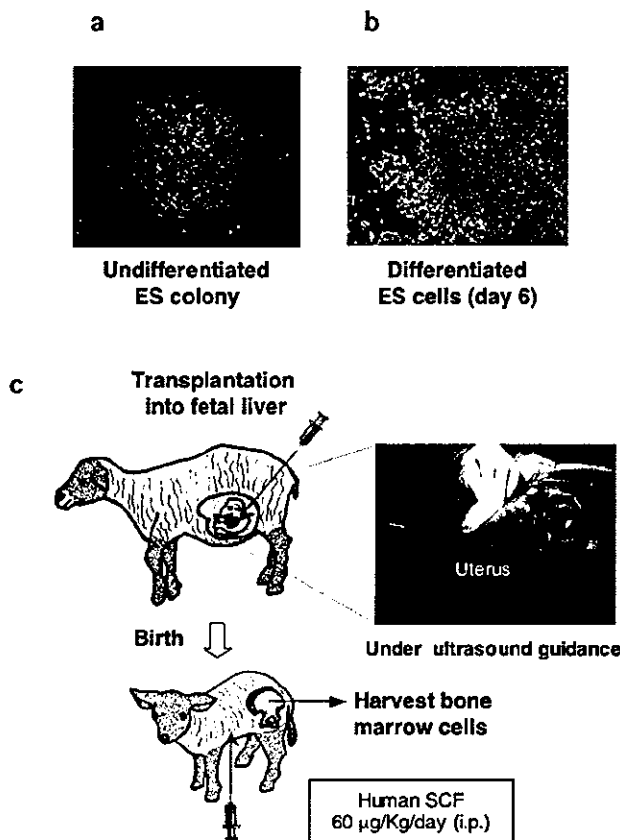 a
b
Undifferentiated
ES colony
Differentiated
ES cells (day 6)
c
Transplantation
into fetal liver
Uterus
Under ultrasound guidance
Birth
Harvest bone
marrow cells
Human SCF
60 µg/Kg/day (i.p.)